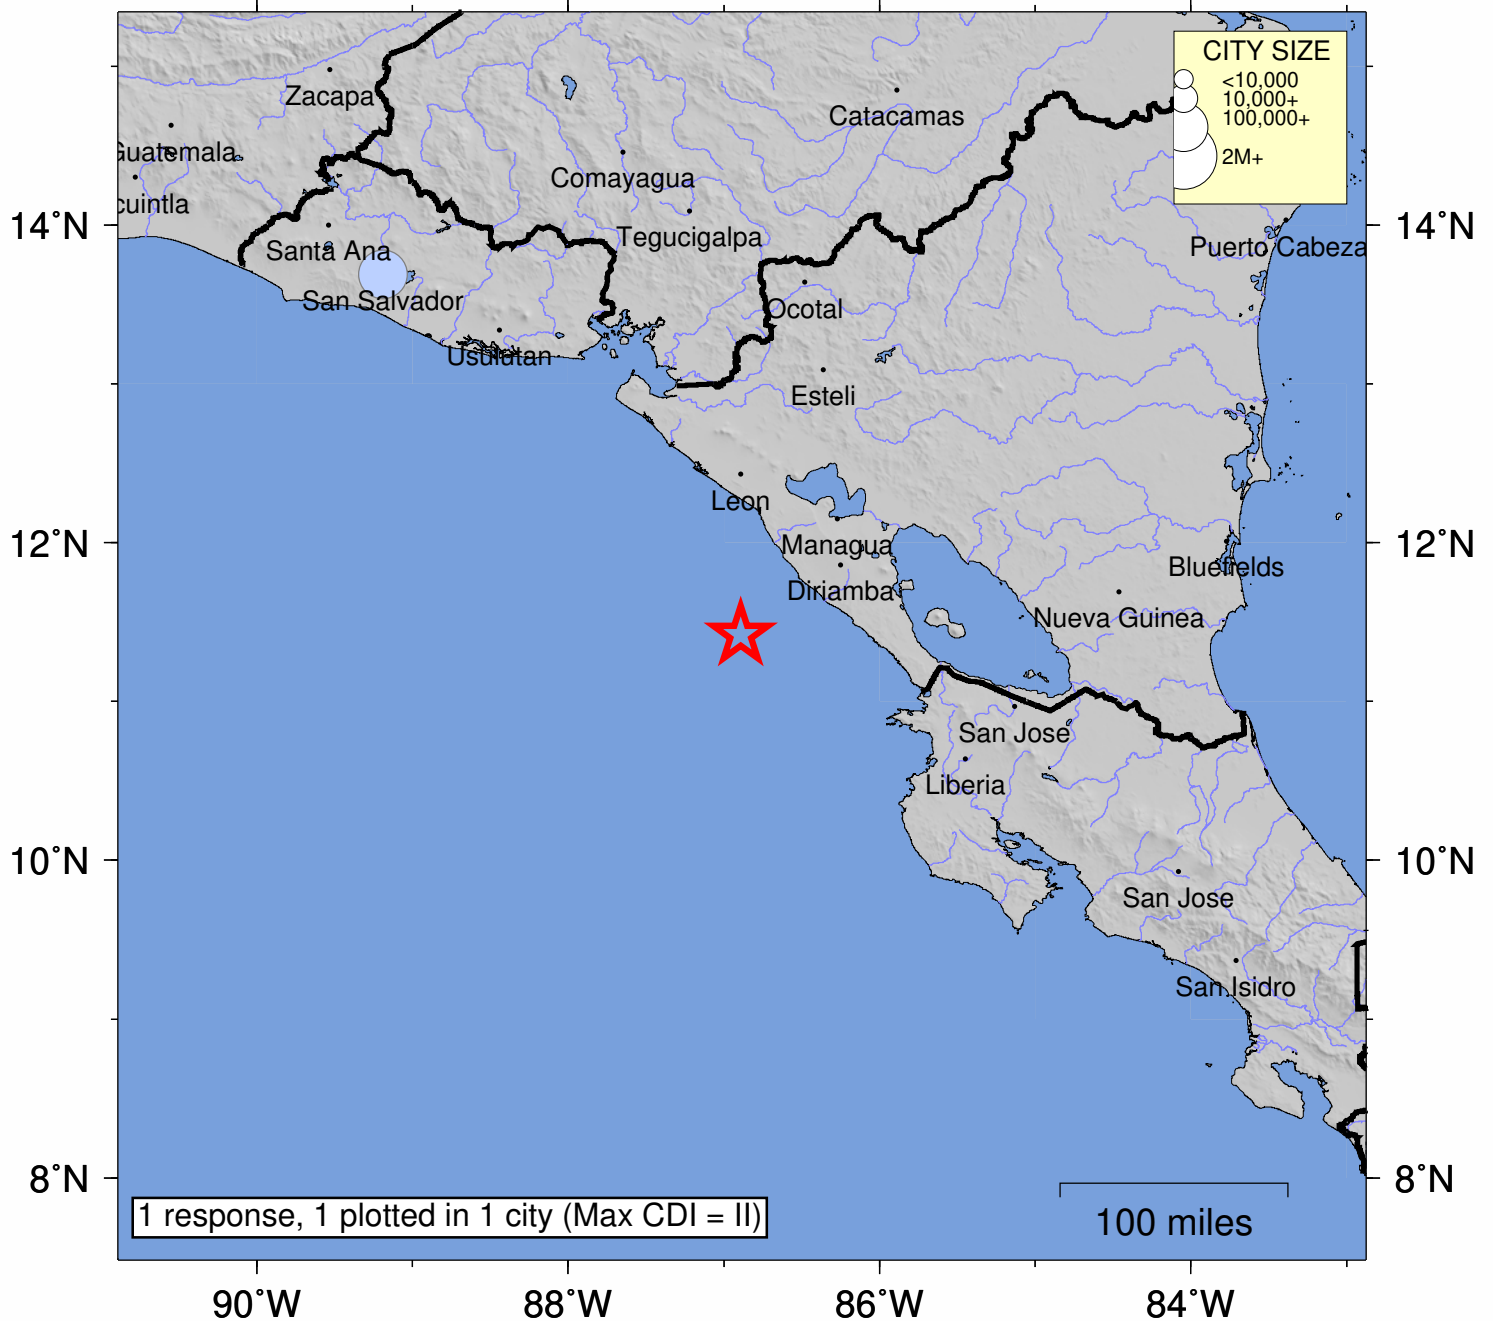 CITY SIZE
<10,000
10,000+
100,000+
2M+
Zacapa
Catacamas
Guatemala
Comayagua
cuintla
14°N
14°N
Tegucigalpa
Puerto Cabeza
Santa Ana
San Salvador
Ocotal
Usulutan
Esteli
Leon
12°N
12°N
Managua
Bluefields
Diriamba
Nueva Guinea
San Jose
Liberia
10°N
10°N
San Jose
San Isidro
8°N
8°N
1 response, 1 plotted in 1 city (Max CDI = II)
100 miles
90°W
88°W
86°W
84°W